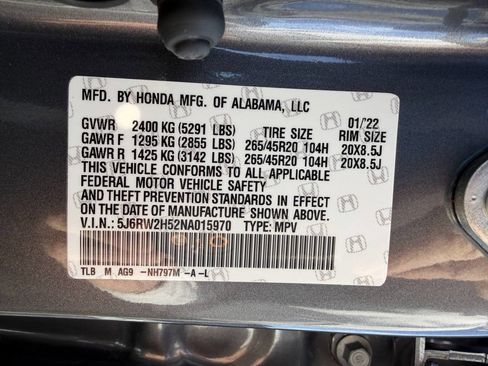 MFD. BY HONDA MFG. OF ALABAMA, LLC
GVWR 2400 KG (5291 LBS) TIRE SIZE 01/'22 RIM SIZE
GAWR F 1295 KG (2855 LBS) 265/45R20 104H 20X8.5J
GAWR R 1425 KG (3142 LBS) 265/45R20 104H 20X8.5J
THIS VEHICLE CONFORMS TO ALL APPLICABLE
FEDERAL MOTOR VEHICLE SAFETY
AND THEFT PREVENTION STANDARDS IN EFFECT
ON THE DATE OF MANUFACTURE SHOWN ABOVE.
V.I.N.: 5J6RW2H52NA015970 TYPE: MPV
TLB M AG9 -NH797M -A -L